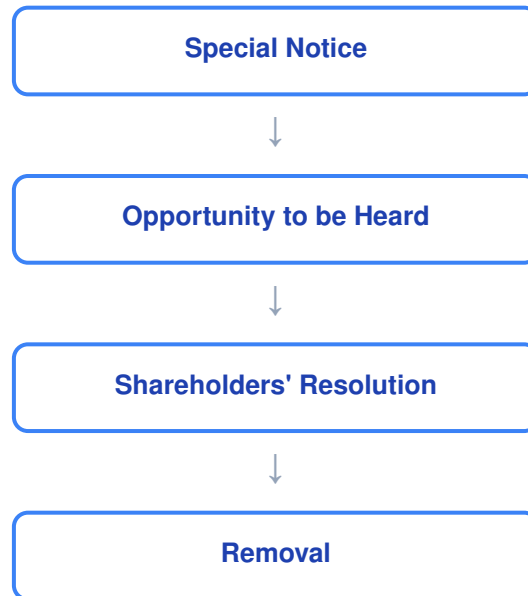 Special Notice
↓
Opportunity to be Heard
↓
Shareholders' Resolution
↓
Removal